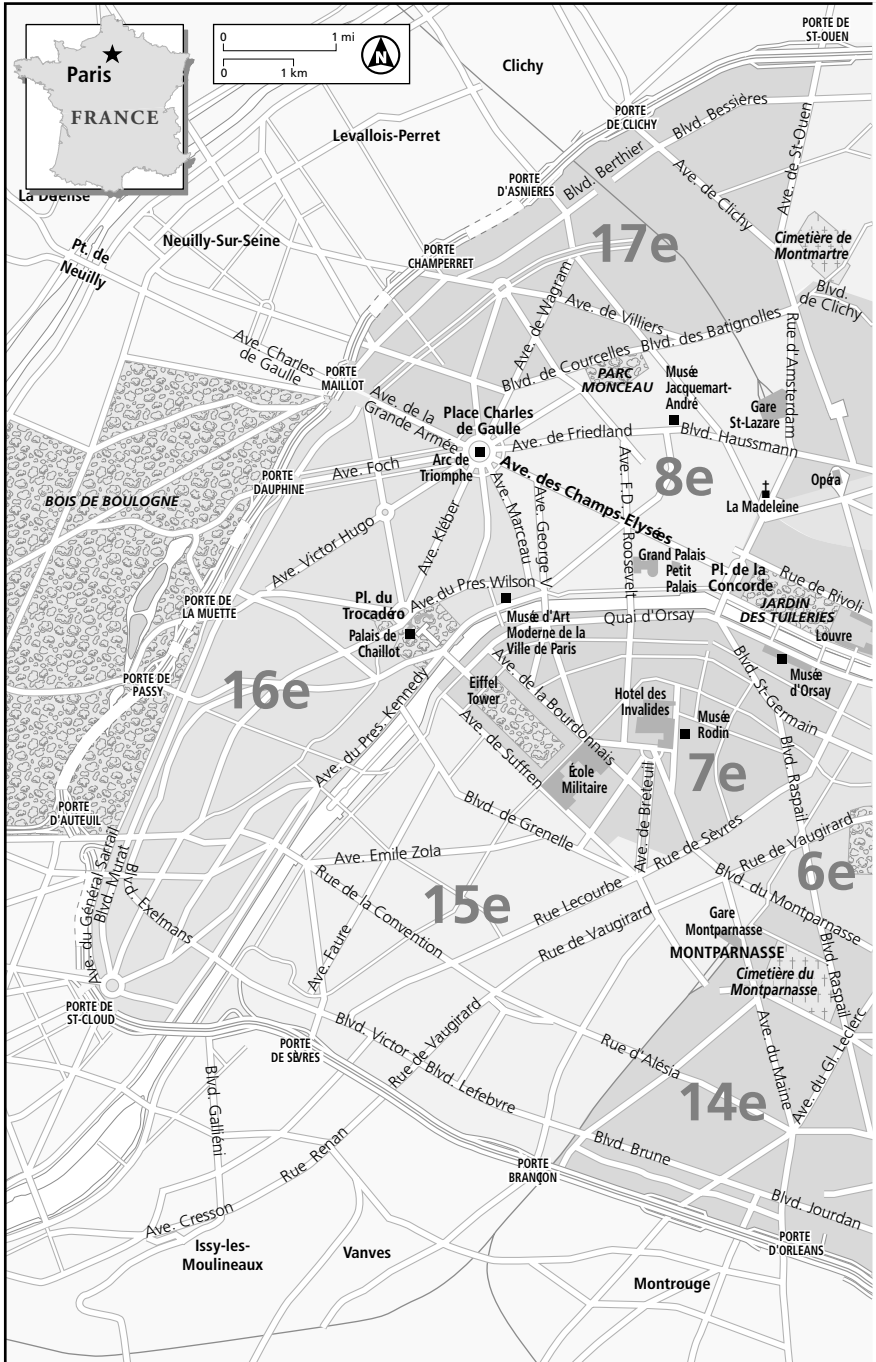 Paris
FRANCE
0 1 mi
0 1 km
N
PORTE DE
ST-OUEN
Clichy
Levallois-Perret
PORTE
DE CLICHY
Blvd. Bessières
Ave. de St-Ouen
PORTE
D'ASNIERES
Blvd. Berthier
Ave. de Clichy
Neuilly-Sur-Seine
Pt. de
Neuilly
PORTE
CHAMPERRET
17e
Cimetière de
Montmartre
Blvd.
de Clichy
Ave. de Wagram
Ave. de Villiers
Blvd. des Batignolles
Blvd. de Courcelles
Rue d'Amsterdam
Ave. Charles
de Gaulle
PORTE
MAILLOT
PARC
MONCEAU
Musée
Jacquemart-
André
Gare
St-Lazare
Ave. de la
Grande Armée
Place Charles
de Gaulle
Ave. de Friedland
Blvd. Haussmann
Arc de
Triomphe
Ave. Foch
PORTE
DAUPHINE
Ave. des Champs-Elysées
8e
Opéra
La Madeleine
BOIS DE BOULOGNE
Ave. Victor Hugo
Ave. Kléber
Ave. Marceau
Ave. George V
Ave. F.D. Roosevelt
Grand Palais
Petit
Palais
Pl. de la
Concorde
Rue de Rivoli
JARDIN
DES TUILERIES
Louvre
PORTE DE
LA MUETTE
Pl. du
Trocadéro
Ave du Pres.Wilson
Palais de
Chaillot
Musée d'Art
Moderne de la
Ville de Paris
Quai d'Orsay
Musée
d'Orsay
PORTE DE
PASSY
16e
Eiffel
Tower
Ave. de la Bourdonnais
Hotel des
Invalides
Musée
Rodin
Blvd. St-Germain
Ave. du Pres. Kennedy
Ave. de Suffren
École
Militaire
7e
Blvd. Raspail
PORTE
D'AUTEUIL
Blvd. de Grenelle
Ave. de Breteuil
Rue de Sèvres
Rue de Vaugirard
6e
Ave. Emile Zola
Ave. du Général Sarrail
Blvd. Murat
Blvd. Exelmans
Rue de la Convention
15e
Rue Lecourbe
Rue de Vaugirard
Blvd. du Montparnasse
Gare
Montparnasse
MONTPARNASSE
Cimetière du
Montparnasse
Blvd. Raspail
Ave. Faure
PORTE DE
ST-CLOUD
PORTE
DE SÈVRES
Blvd. Victor
Rue de Vaugirard
Blvd. Lefebvre
Rue d'Alésia
Ave. du Maine
Ave. du Gl. Leclerc
14e
Blvd. Galliéni
Rue Renan
Blvd. Brune
PORTE
BRANÇON
Blvd. Jourdan
Ave. Cresson
Issy-les-
Moulineaux
Vanves
PORTE
D'ORLEANS
Montrouge